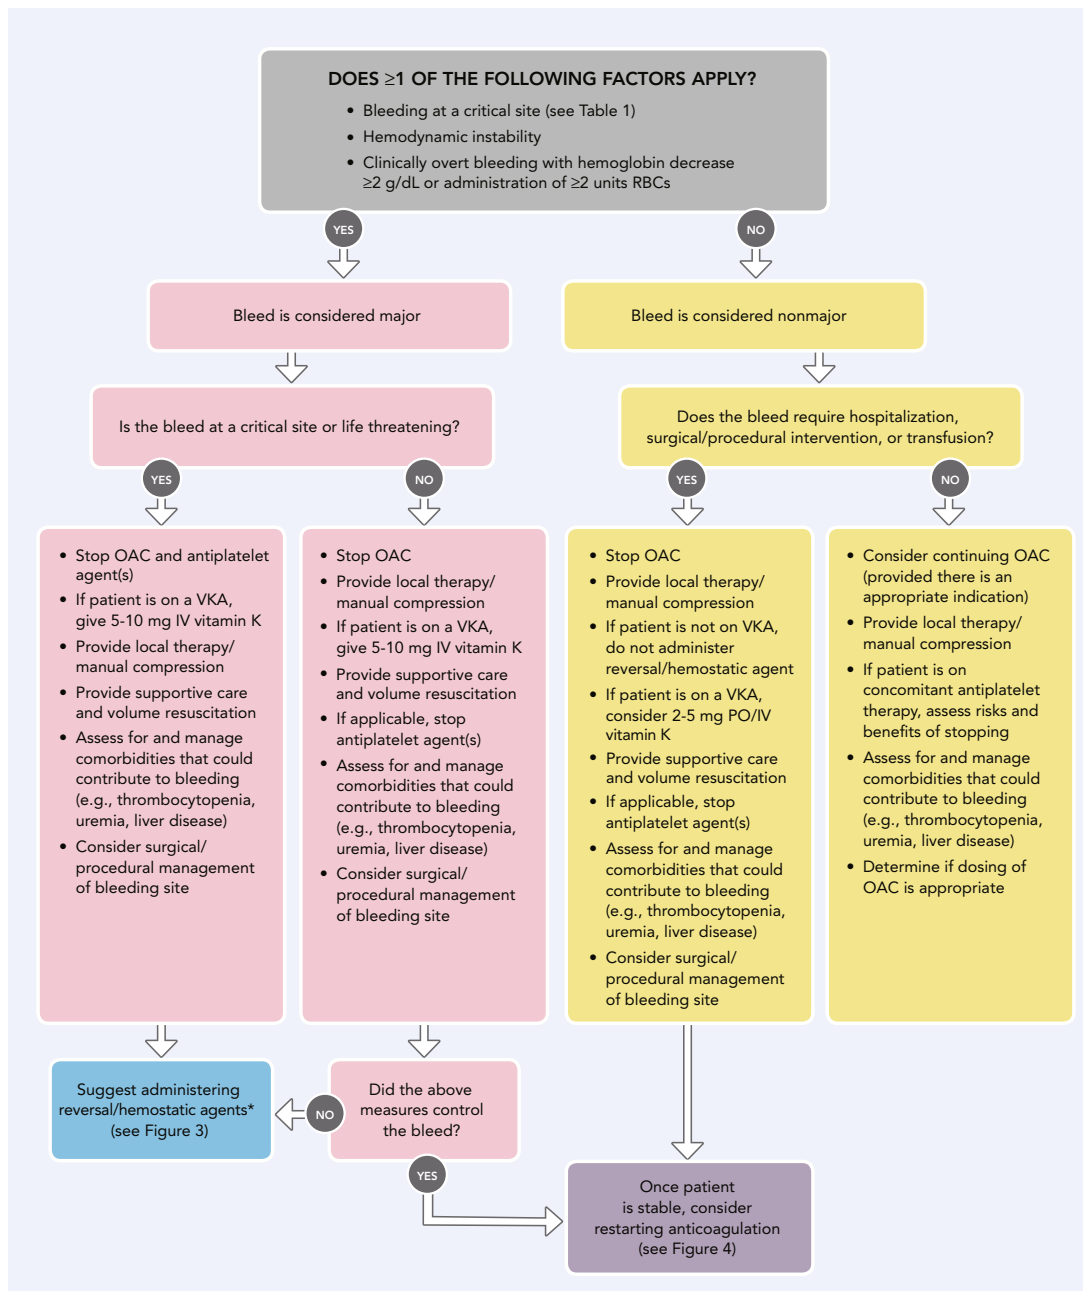 DOES ≥1 OF THE FOLLOWING FACTORS APPLY?
• Bleeding at a critical site (see Table 1)
• Hemodynamic instability
• Clinically overt bleeding with hemoglobin decrease
≥2 g/dL or administration of ≥2 units RBCs
YES
NO
Bleed is considered major
Bleed is considered nonmajor
Is the bleed at a critical site or life threatening?
Does the bleed require hospitalization,
surgical/procedural intervention, or transfusion?
YES
NO
YES
NO
• Stop OAC and antiplatelet
agent(s)
• If patient is on a VKA,
give 5-10 mg IV vitamin K
• Provide local therapy/
manual compression
• Provide supportive care
and volume resuscitation
• Assess for and manage
comorbidities that could
contribute to bleeding
(e.g., thrombocytopenia,
uremia, liver disease)
• Consider surgical/
procedural management
of bleeding site
• Stop OAC
• Provide local therapy/
manual compression
• If patient is on a VKA,
give 5-10 mg IV vitamin K
• Provide supportive care
and volume resuscitation
• If applicable, stop
antiplatelet agent(s)
• Assess for and manage
comorbidities that could
contribute to bleeding
(e.g., thrombocytopenia,
uremia, liver disease)
• Consider surgical/
procedural management
of bleeding site
• Stop OAC
• Provide local therapy/
manual compression
• If patient is not on VKA,
do not administer
reversal/hemostatic agent
• If patient is on a VKA,
consider 2-5 mg PO/IV
vitamin K
• Provide supportive care
and volume resuscitation
• If applicable, stop
antiplatelet agent(s)
• Assess for and manage
comorbidities that could
contribute to bleeding
(e.g., thrombocytopenia,
uremia, liver disease)
• Consider surgical/
procedural management
of bleeding site
• Consider continuing OAC
(provided there is an
appropriate indication)
• Provide local therapy/
manual compression
• If patient is on
concomitant antiplatelet
therapy, assess risks and
benefits of stopping
• Assess for and manage
comorbidities that could
contribute to bleeding
(e.g., thrombocytopenia,
uremia, liver disease)
• Determine if dosing of
OAC is appropriate
Suggest administering
reversal/hemostatic agents*
(see Figure 3)
NO
Did the above
measures control
the bleed?
YES
Once patient
is stable, consider
restarting anticoagulation
(see Figure 4)